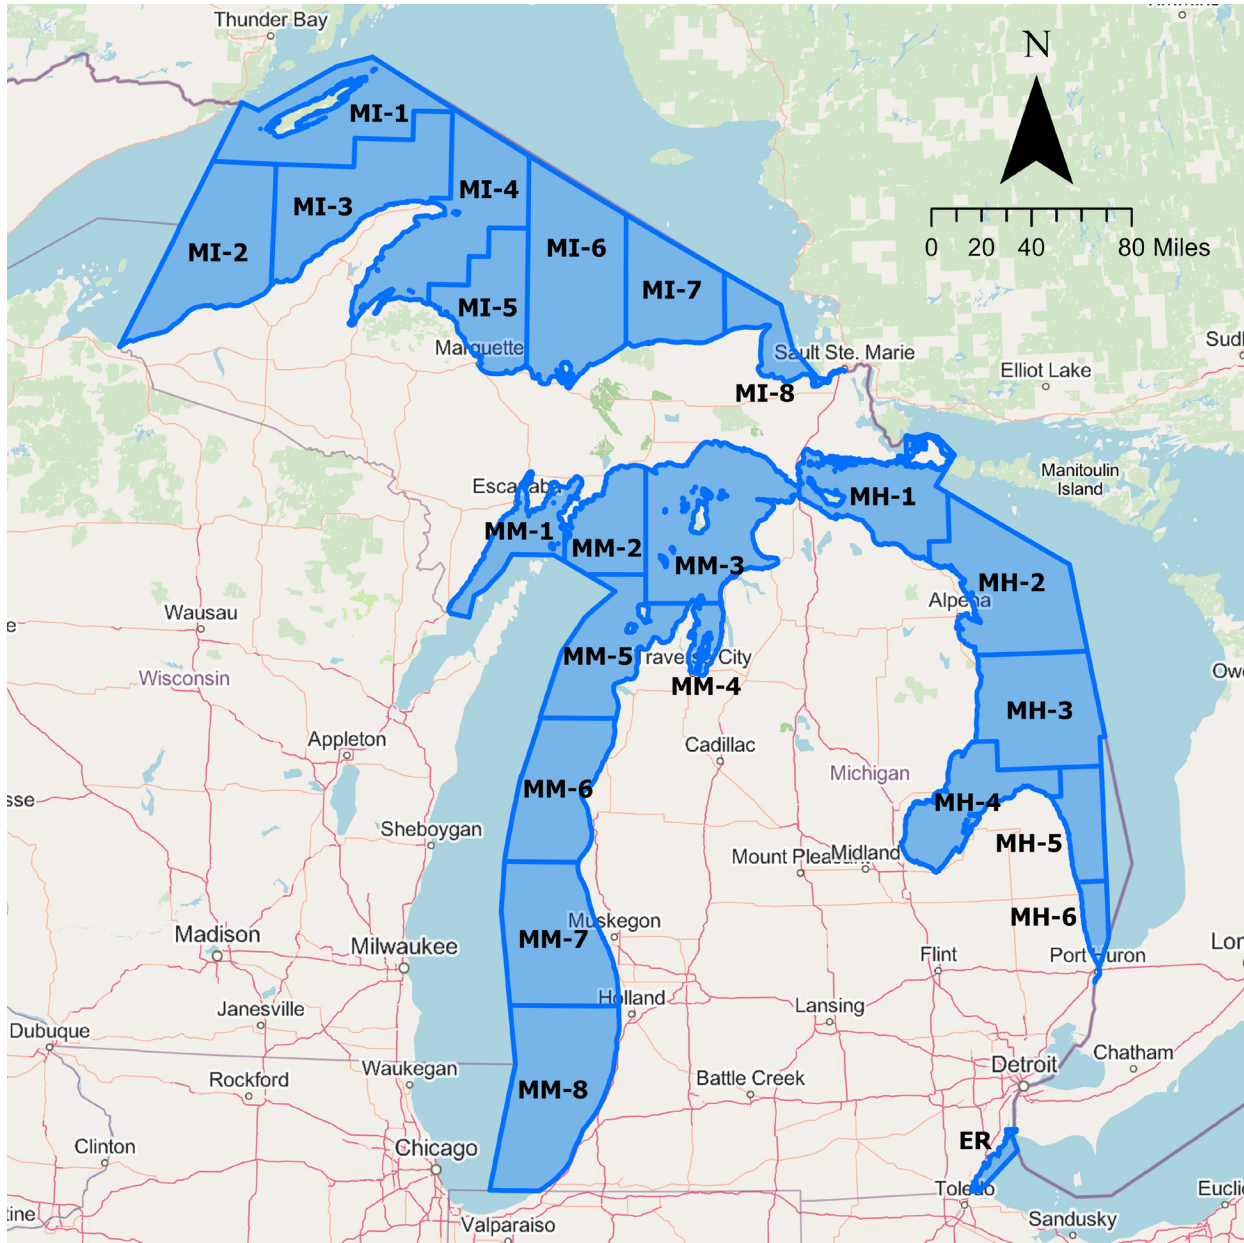 Thunder Bay
N
MI-1
MI-4
MI-3
MI-2
MI-6
0 20 40 80 Miles
MI-7
MI-5
Marquette
Sault Ste. Marie
Elliot Lake
MI-8
Manitoulin
Island
Escanaba
MH-1
MM-1
MM-2
MM-3
MH-2
Alpena
Wausau
MM-5
Traverse City
Wisconsin
MM-4
MH-3
Appleton
Cadillac
Michigan
MM-6
MH-4
Sheboygan
MH-5
Mount Pleasant
Midland
MH-6
Muskegon
Madison
MM-7
Milwaukee
Flint
Port Huron
Holland
Janesville
Lansing
Dubuque
Waukegan
Detroit
Chatham
Rockford
Battle Creek
MM-8
Clinton
Chicago
ER
Toledo
Sandusky
Valparaiso